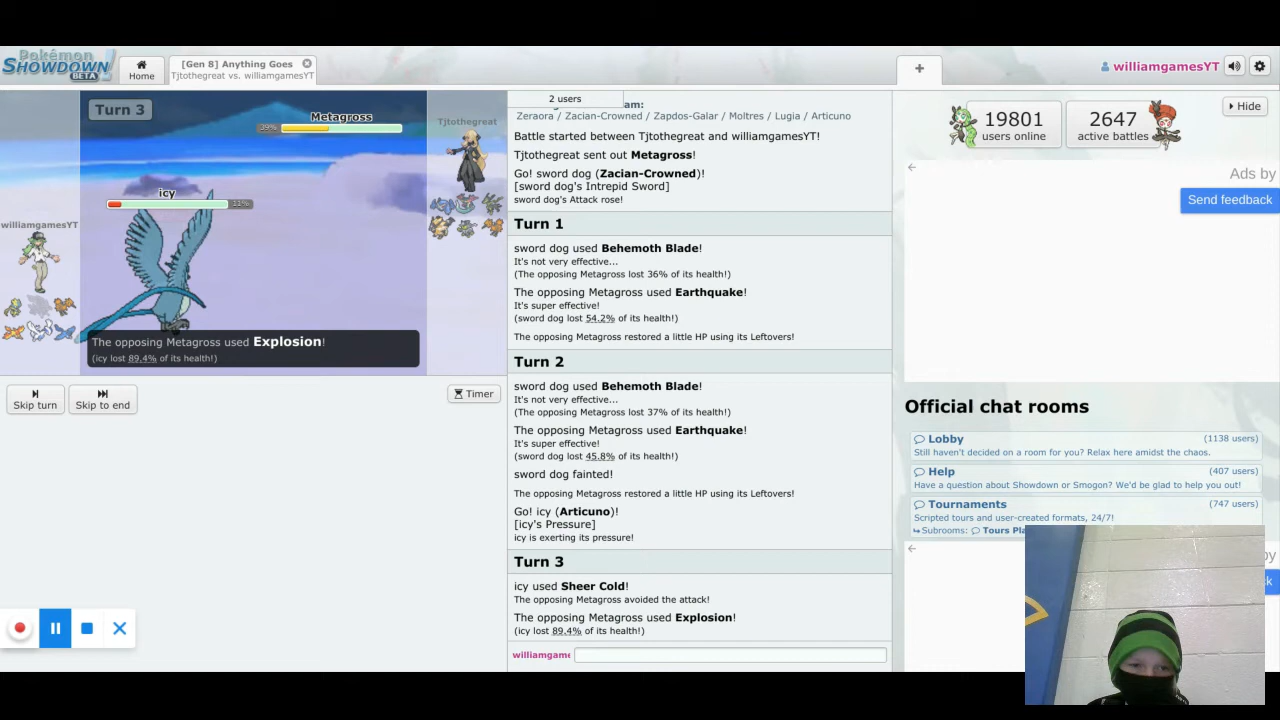 Pokémon
SHOWDOWN!
BETA
Home
[Gen 8] Anything Goes
Tjtothegreat vs. williamgamesYT
+
williamgamesYT
Turn 3
Metagross
39%
icy
11%
Tjtothegreat
williamgamesYT
The opposing Metagross used Explosion!
(icy lost 89.4% of its health!)
Skip turn
Skip to end
Timer
2 users
am:
Zeraora / Zacian-Crowned / Zapdos-Galar / Moltres / Lugia / Articuno
Battle started between Tjtothegreat and williamgamesYT!
Tjtothegreat sent out Metagross!
Go! sword dog (Zacian-Crowned)!
[sword dog's Intrepid Sword]
sword dog's Attack rose!
Turn 1
sword dog used Behemoth Blade!
It's not very effective...
(The opposing Metagross lost 36% of its health!)
The opposing Metagross used Earthquake!
It's super effective!
(sword dog lost 54.2% of its health!)
The opposing Metagross restored a little HP using its Leftovers!
Turn 2
sword dog used Behemoth Blade!
It's not very effective...
(The opposing Metagross lost 37% of its health!)
The opposing Metagross used Earthquake!
It's super effective!
(sword dog lost 45.8% of its health!)
sword dog fainted!
The opposing Metagross restored a little HP using its Leftovers!
Go! icy (Articuno)!
[icy's Pressure]
icy is exerting its pressure!
Turn 3
icy used Sheer Cold!
The opposing Metagross avoided the attack!
The opposing Metagross used Explosion!
(icy lost 89.4% of its health!)
williamgame
19801
users online
2647
active battles
Hide
Ads by
Send feedback
Official chat rooms
Lobby (1138 users)
Still haven't decided on a room for you? Relax here amidst the chaos.
Help (407 users)
Have a question about Showdown or Smogon? We'd be glad to help you out!
Tournaments (747 users)
Scripted tours and user-created formats, 24/7!
Subrooms: Tours Pla
by
k